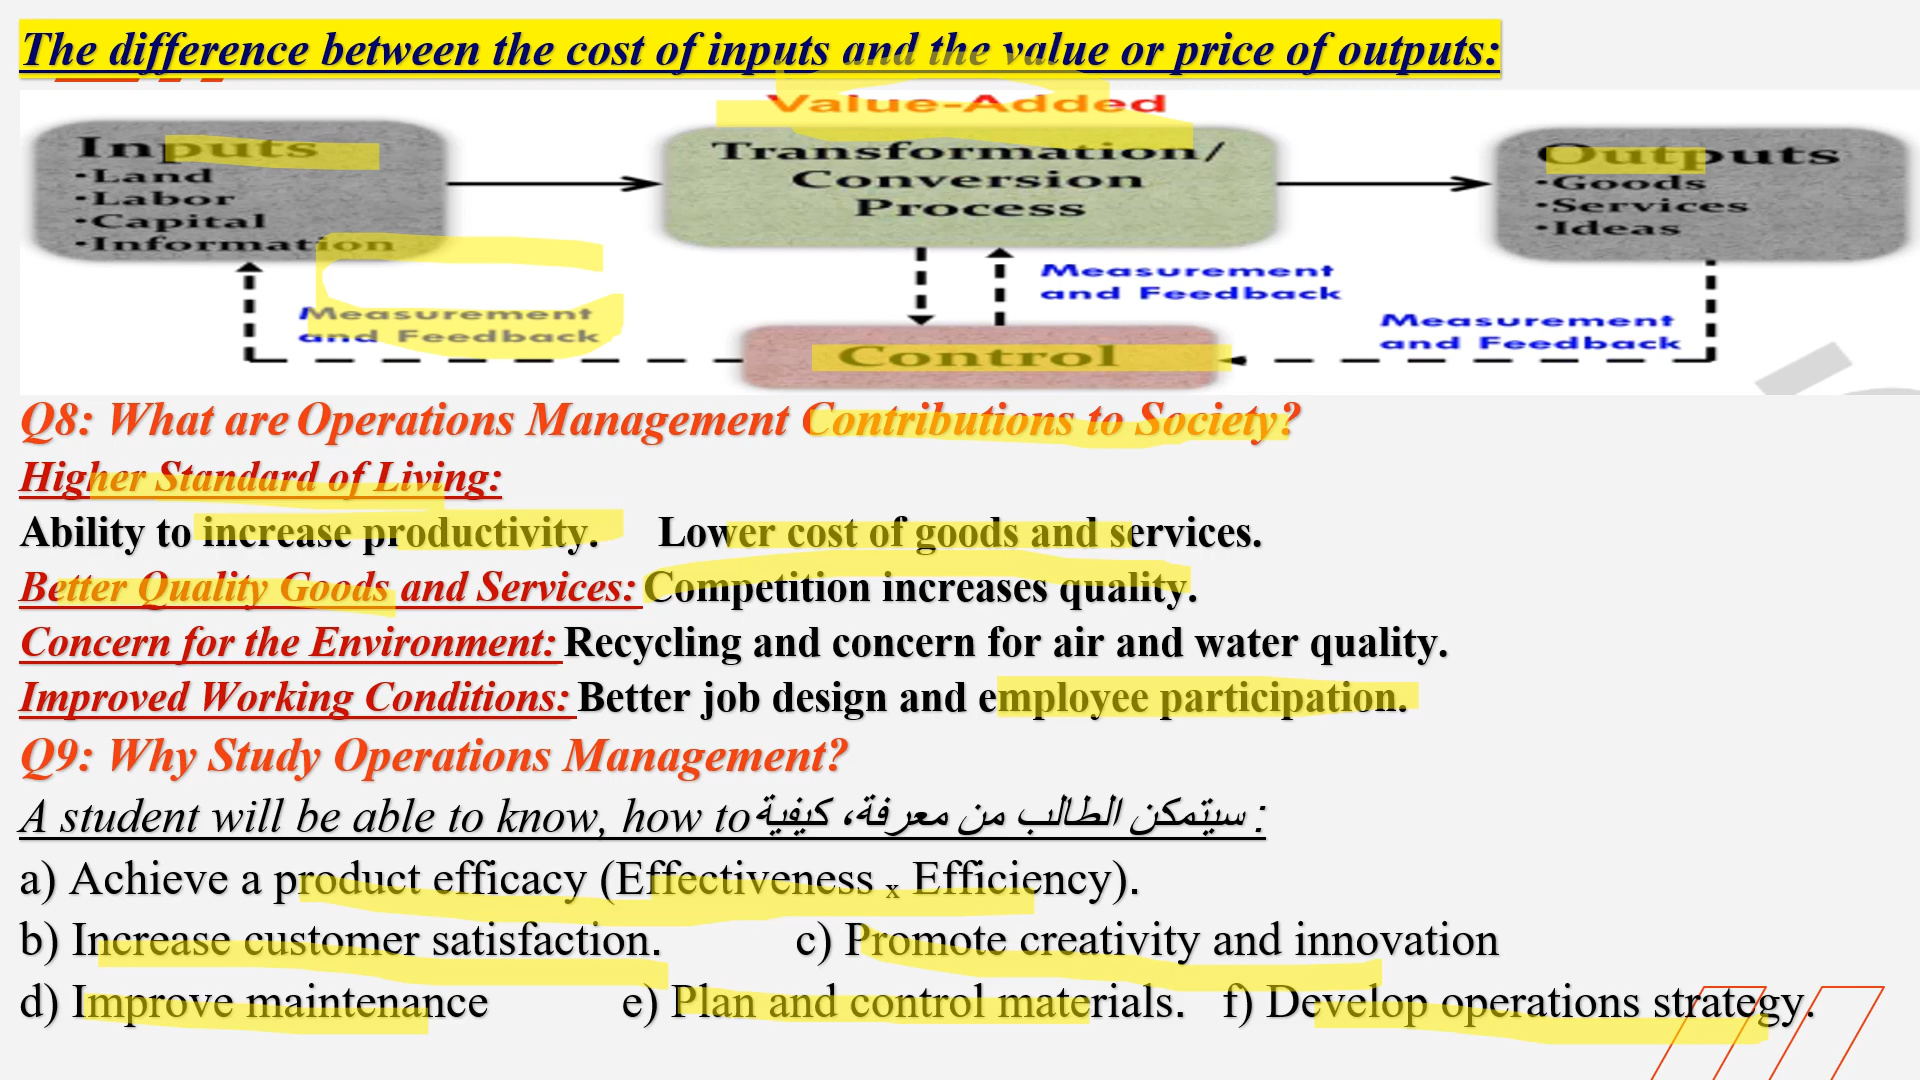 The difference between the cost of inputs and the value or price of outputs:
Value-Added
Inputs
•Land
•Labor
•Capital
•Information
Transformation/
Conversion
Process
Outputs
•Goods
•Services
•Ideas
Measurement
and Feedback
Measurement
and Feedback
Measurement
and Feedback
Control
Q8: What are Operations Management Contributions to Society?
Higher Standard of Living:
Ability to increase productivity. Lower cost of goods and services.
Better Quality Goods and Services: Competition increases quality.
Concern for the Environment: Recycling and concern for air and water quality.
Improved Working Conditions: Better job design and employee participation.
Q9: Why Study Operations Management?
A student will be able to know, how to سيتمكن الطالب من معرفة، كيفية :
a) Achieve a product efficacy (Effectiveness x Efficiency).
b) Increase customer satisfaction. c) Promote creativity and innovation
d) Improve maintenance e) Plan and control materials. f) Develop operations strategy.